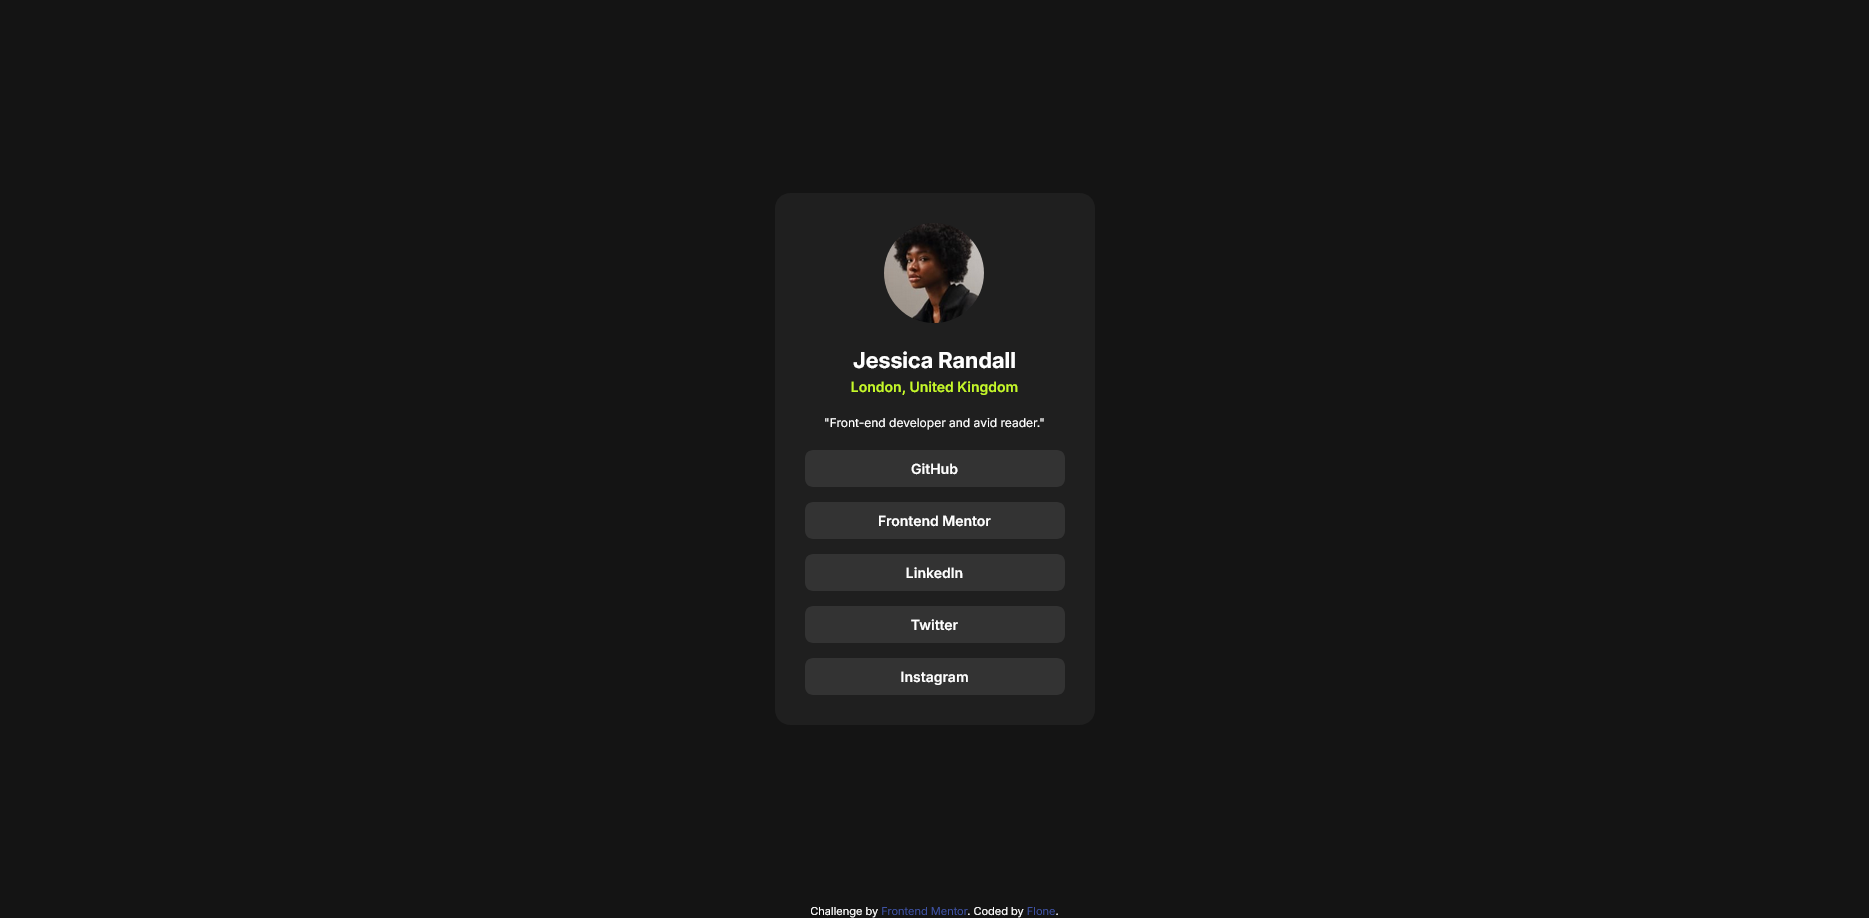 Jessica Randall
London, United Kingdom
"Front-end developer and avid reader."
GitHub
Frontend Mentor
LinkedIn
Twitter
Instagram
Challenge by Frontend Mentor. Coded by Flone.